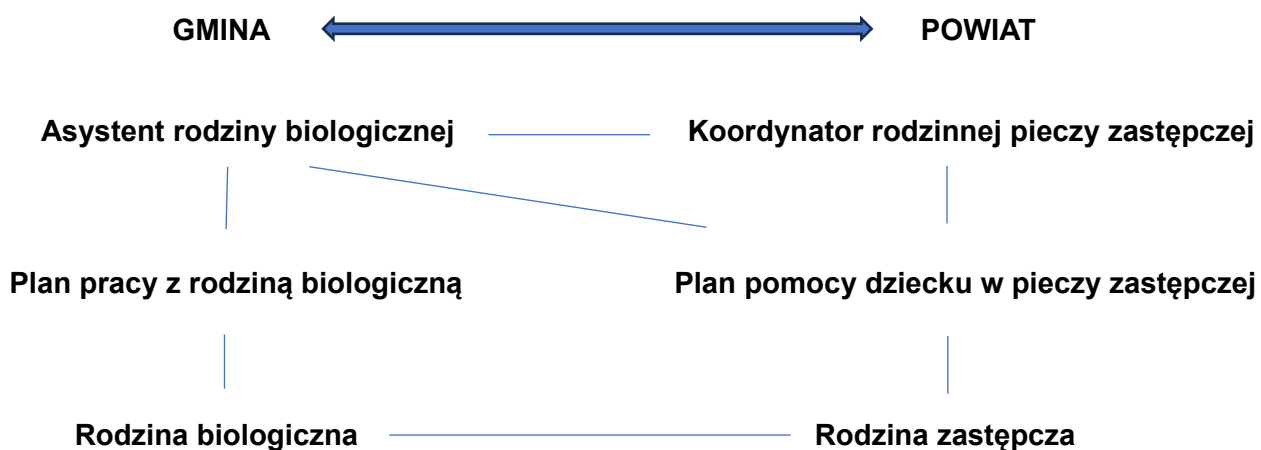 GMINA POWIAT
Asystent rodziny biologicznej Koordynator rodzinnej pieczy zastępczej
Plan pracy z rodziną biologiczną Plan pomocy dziecku w pieczy zastępczej
Rodzina biologiczna Rodzina zastępcza